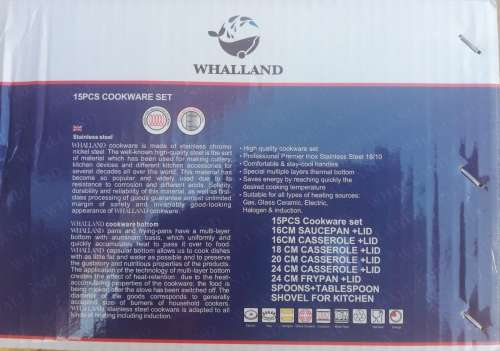 WHALLAND
15PCS COOKWARE SET
Stainless steel
WHALLAND cookware is made of stainless chromo
nickel steel. The well-known high-quarty steel is the sort
of material which has been used for making cutlery,
kitchen devices and different kitchen accessories for
several decades all over the world. This material has
become so popular and widely used due to its
resistance to corrosion and different acids. Safety,
durability and reliability of this material, as well as first-
class processing of goods guarantee almost unlimited
margin of safety and invariably good-looking
appearance of WHALLAND cookware.
WHALLAND cookware bottom
WHALLAND pans and frying-pans have a multi-layer
bottom with aluminum basis, which uniformly and
quickly accumulates heat to pass it over to food.
WHALLAND capsular bottom allows us to cook dishes
with as little fat and water as possible and to preserve
the gustatory and nutritious properties of the products.
The application of the technology of multi-layer bottom
creates the effect of heat-retention due to the heat-
accumulating properties of the cookware: the food is
being cooked after the stove has been switched off. The
diameter of the goods corresponds to generally
accepted size of burners of household cookers.
WHALLAND stainless steel cookware is adapted to all
kinds of heating including induction.
• High quality cookware set
• Professional Premier Inox Stainless Steel 18/10
• Comfortable & stay-cool handles
• Special multiple layers thermal bottom
• Saves energy by reaching quickly the
desired cooking temperature
• Suitable for all types of heating sources:
Gas, Glass Ceramic, Electric,
Halogen & induction.
15PCS Cookware set
16CM SAUCEPAN +LID
16CM CASSEROLE +LID
18 CM CASSEROLE +LID
20 CM CASSEROLE +LID
24 CM CASSEROLE +LID
24 CM FRYPAN +LID
SPOONS+TABLESPOON
SHOVEL FOR KITCHEN